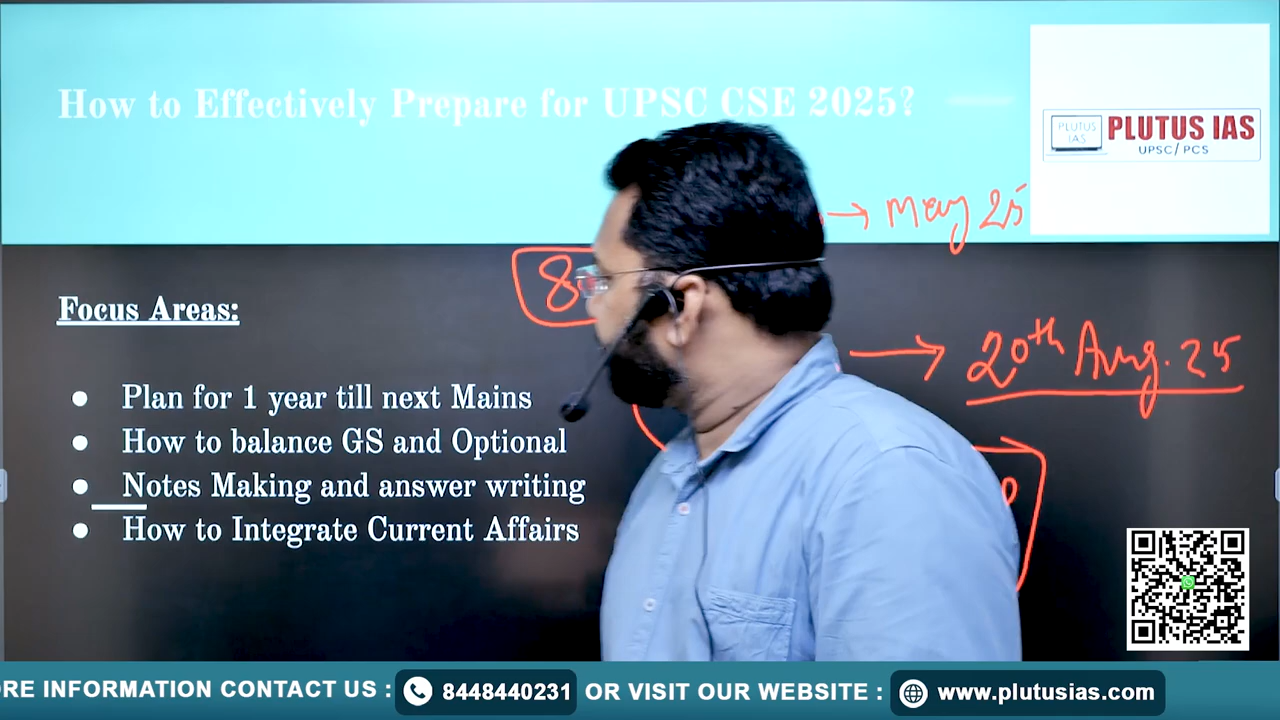 How to Effectively Prepare for UPSC CSE 2025?
PLUTUS
IAS
PLUTUS IAS
UPSC/ PCS
→ May 25
8
→ 20th Aug. 25
Focus Areas:
● Plan for 1 year till next Mains
● How to balance GS and Optional
● Notes Making and answer writing
● How to Integrate Current Affairs
RE INFORMATION CONTACT US : 8448440231 OR VISIT OUR WEBSITE : www.plutusias.com